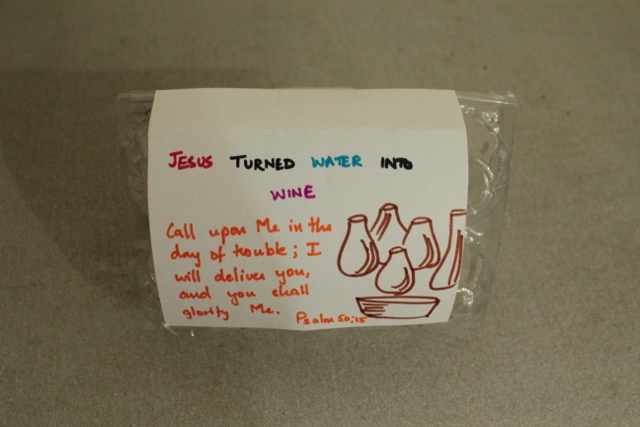 JESUS TURNED WATER INTO
WINE
Call upon Me in the
day of trouble; I
will deliver you,
and you shall
glorify Me. Psalm 50:15